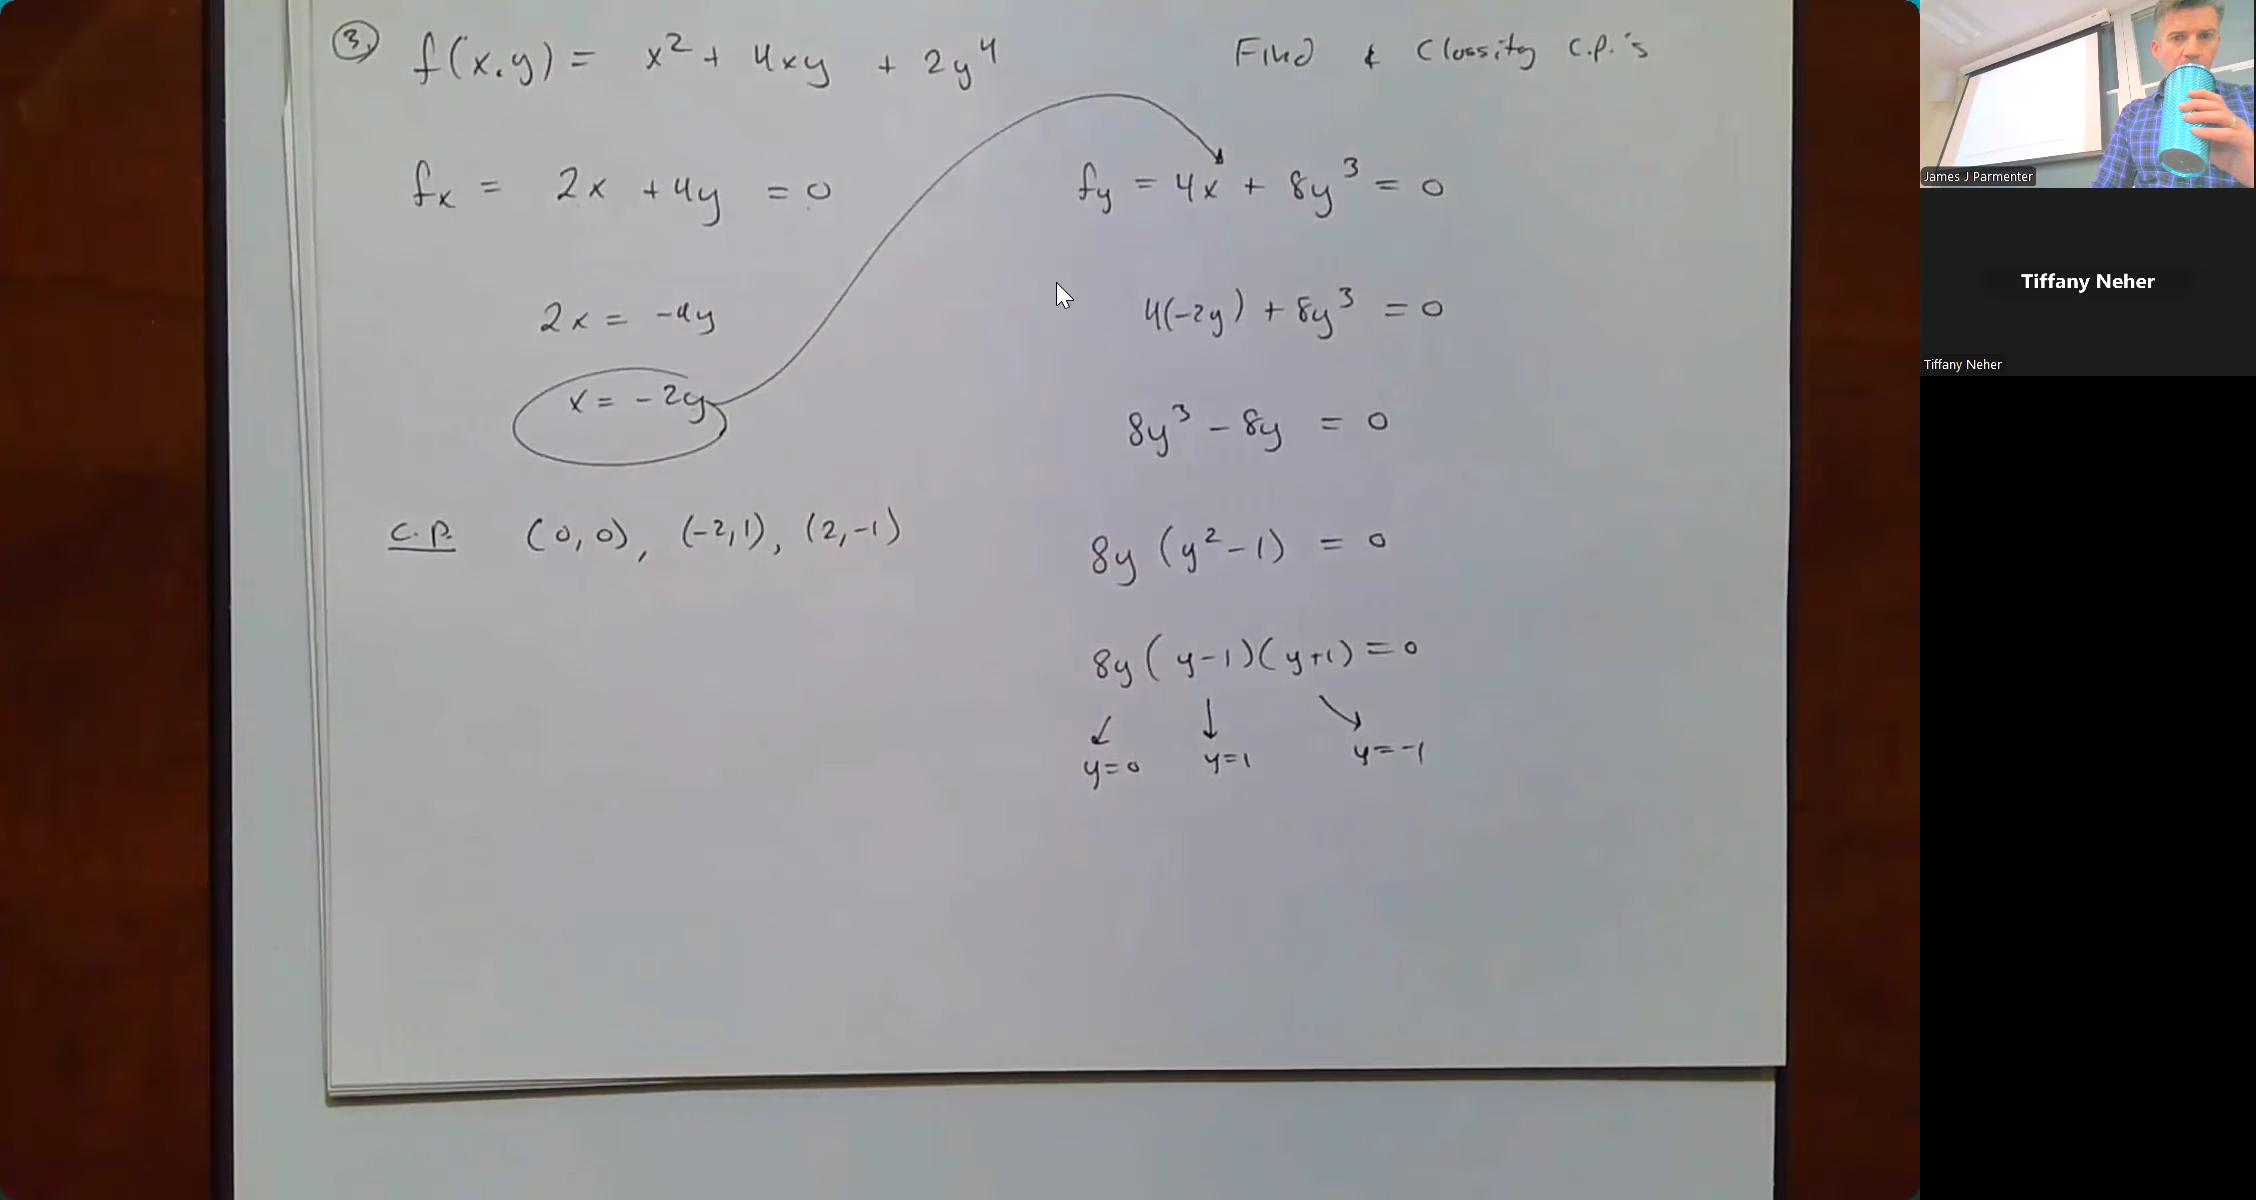 3. f(x,y) = x² + 4xy + 2y⁴ Find & Classify C.P.'s
fx = 2x + 4y = 0
fy = 4x + 8y³ = 0
2x = -4y
4(-2y) + 8y³ = 0
x = -2y
8y³ - 8y = 0
C.P. (0,0), (-2,1), (2,-1)
8y (y² - 1) = 0
8y (y-1)(y+1) = 0
y=0 y=1 y=-1
James J Parmenter
Tiffany Neher
Tiffany Neher